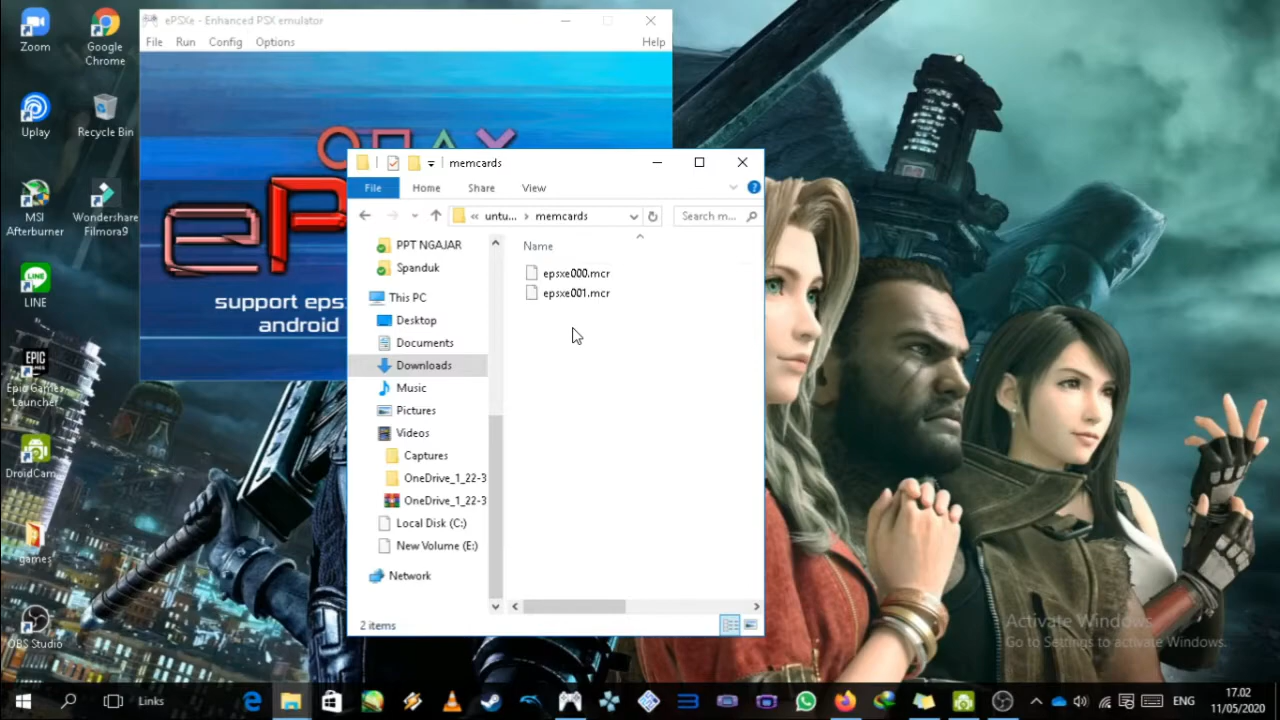 Zoom
Google
Chrome
Uplay
Recycle Bin
MSI
Afterburner
Wondershare
Filmora9
LINE
EPIC
GAMES
Epic Games
Launcher
DroidCam
games
OBS Studio
ePSXe - Enhanced PSX emulator
File Run Config Options Help
eP
support eps
android
memcards
File Home Share View
« untu... > memcards
Search m...
PPT NGAJAR
Spanduk
This PC
Desktop
Documents
Downloads
Music
Pictures
Videos
Captures
OneDrive_1_22-3
OneDrive_1_22-3
Local Disk (C:)
New Volume (E:)
Network
Name
epsxe000.mcr
epsxe001.mcr
2 items
Activate Windows
Go to Settings to activate Windows.
Links
ENG
17.02
11/05/2020